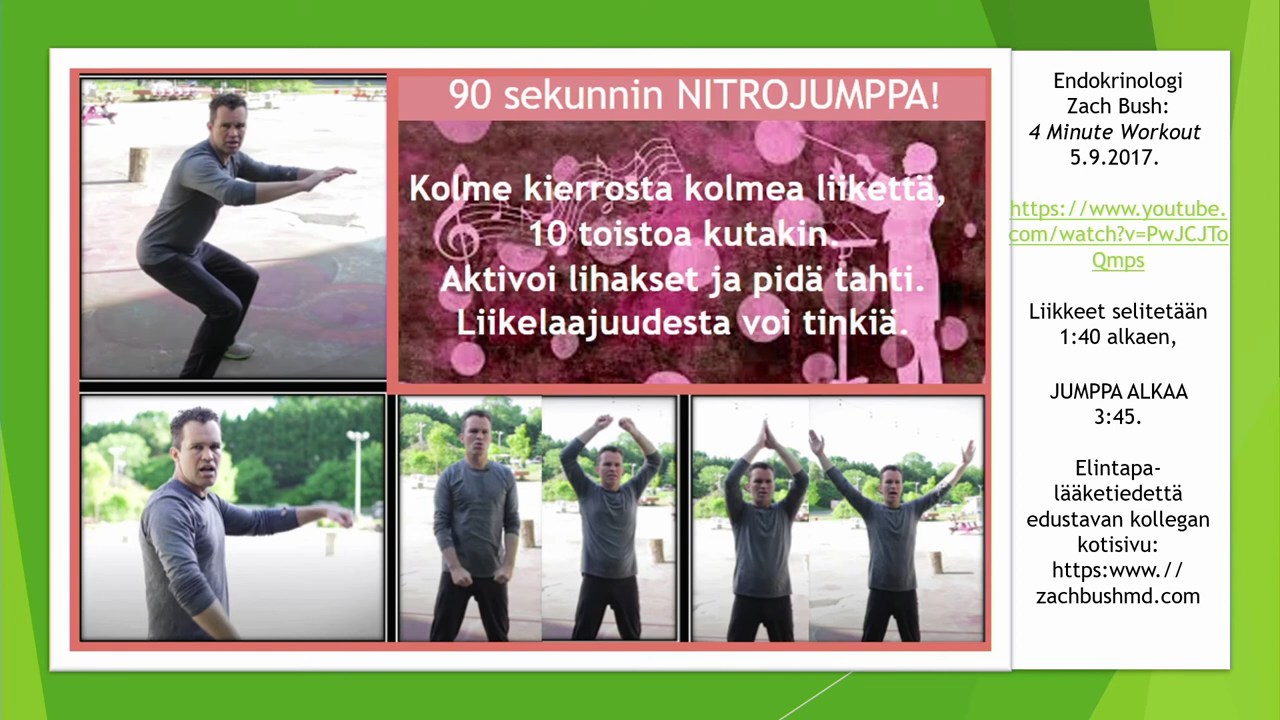 90 sekunnin NITROJUMPPA!
Kolme kierrosta kolmea liikettä,
10 toistoa kutakin.
Aktivoi lihakset ja pidä tahti.
Liikelaajuudesta voi tinkiä.
Endokrinologi
Zach Bush:
4 Minute Workout
5.9.2017.
https://www.youtube.
com/watch?v=PwJCJTo
Qmps
Liikkeet selitetään
1:40 alkaen,
JUMPPA ALKAA
3:45.
Elintapa-
lääketiedettä
edustavan kollegan
kotisivu:
https:www.//
zachbushmd.com